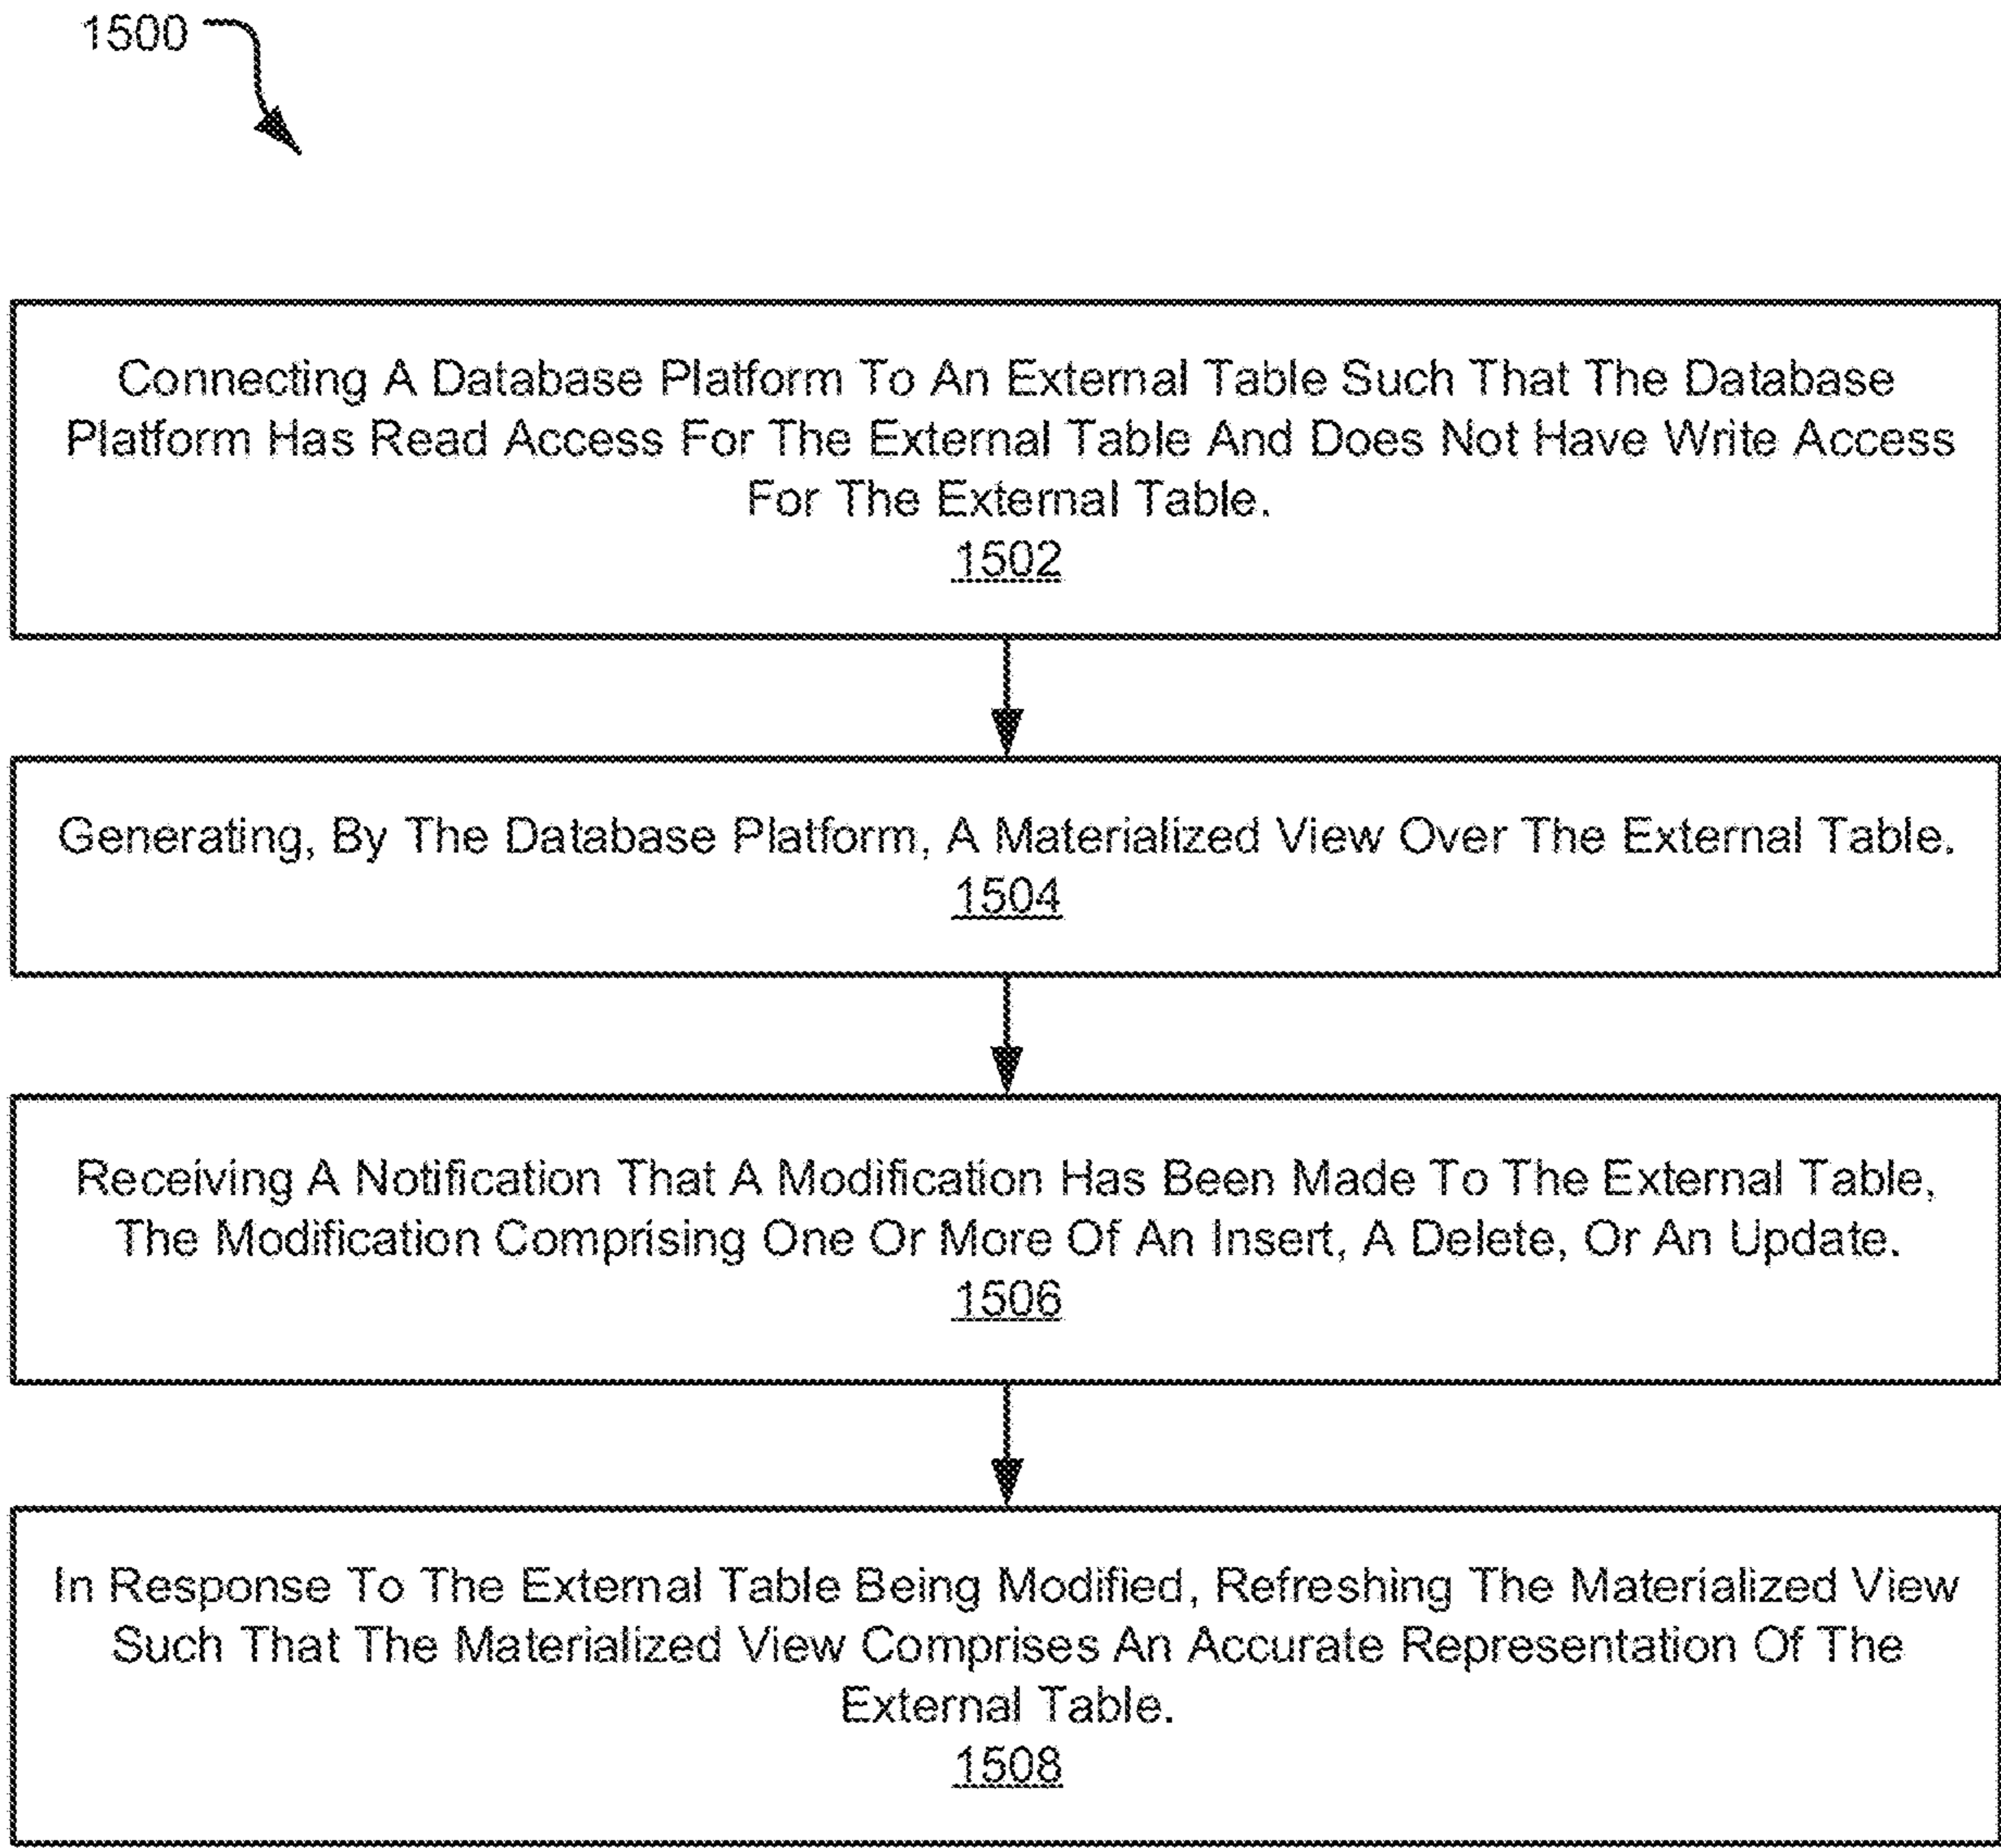 1500
Connecting A Database Platform To An External Table Such That The Database
Platform Has Read Access For The External Table And Does Not Have Write Access
For The External Table.
1502
Generating, By The Database Platform, A Materialized View Over The External Table.
1504
Receiving A Notification That A Modification Has Been Made To The External Table,
The Modification Comprising One Or More Of An Insert, A Delete, Or An Update.
1506
In Response To The External Table Being Modified, Refreshing The Materialized View
Such That The Materialized View Comprises An Accurate Representation Of The
External Table.
1508